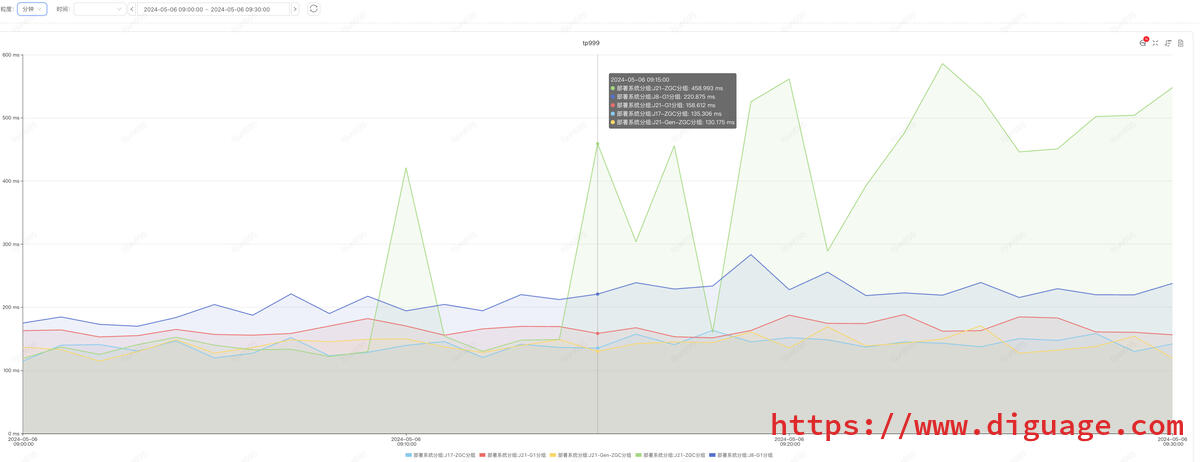 粒度: 分钟 时间: 2024-05-06 09:00:00 - 2024-05-06 09:30:00
tp999
600 ms
500 ms
400 ms
300 ms
200 ms
100 ms
0 ms
2024-05-06 09:15:00
部署系统分组:J21-ZGC分组: 458.993 ms
部署系统分组:J8-G1分组: 220.875 ms
部署系统分组:J21-G1分组: 158.612 ms
部署系统分组:J17-ZGC分组: 135.306 ms
部署系统分组:J21-Gen-ZGC分组: 130.175 ms
https://www.diguage.com
2024-05-06
09:00:00
2024-05-06
09:10:00
2024-05-06
09:20:00
2024-05-06
09:30:00
部署系统分组:J17-ZGC分组 部署系统分组:J21-G1分组 部署系统分组:J21-Gen-ZGC分组 部署系统分组:J21-ZGC分组 部署系统分组:J8-G1分组